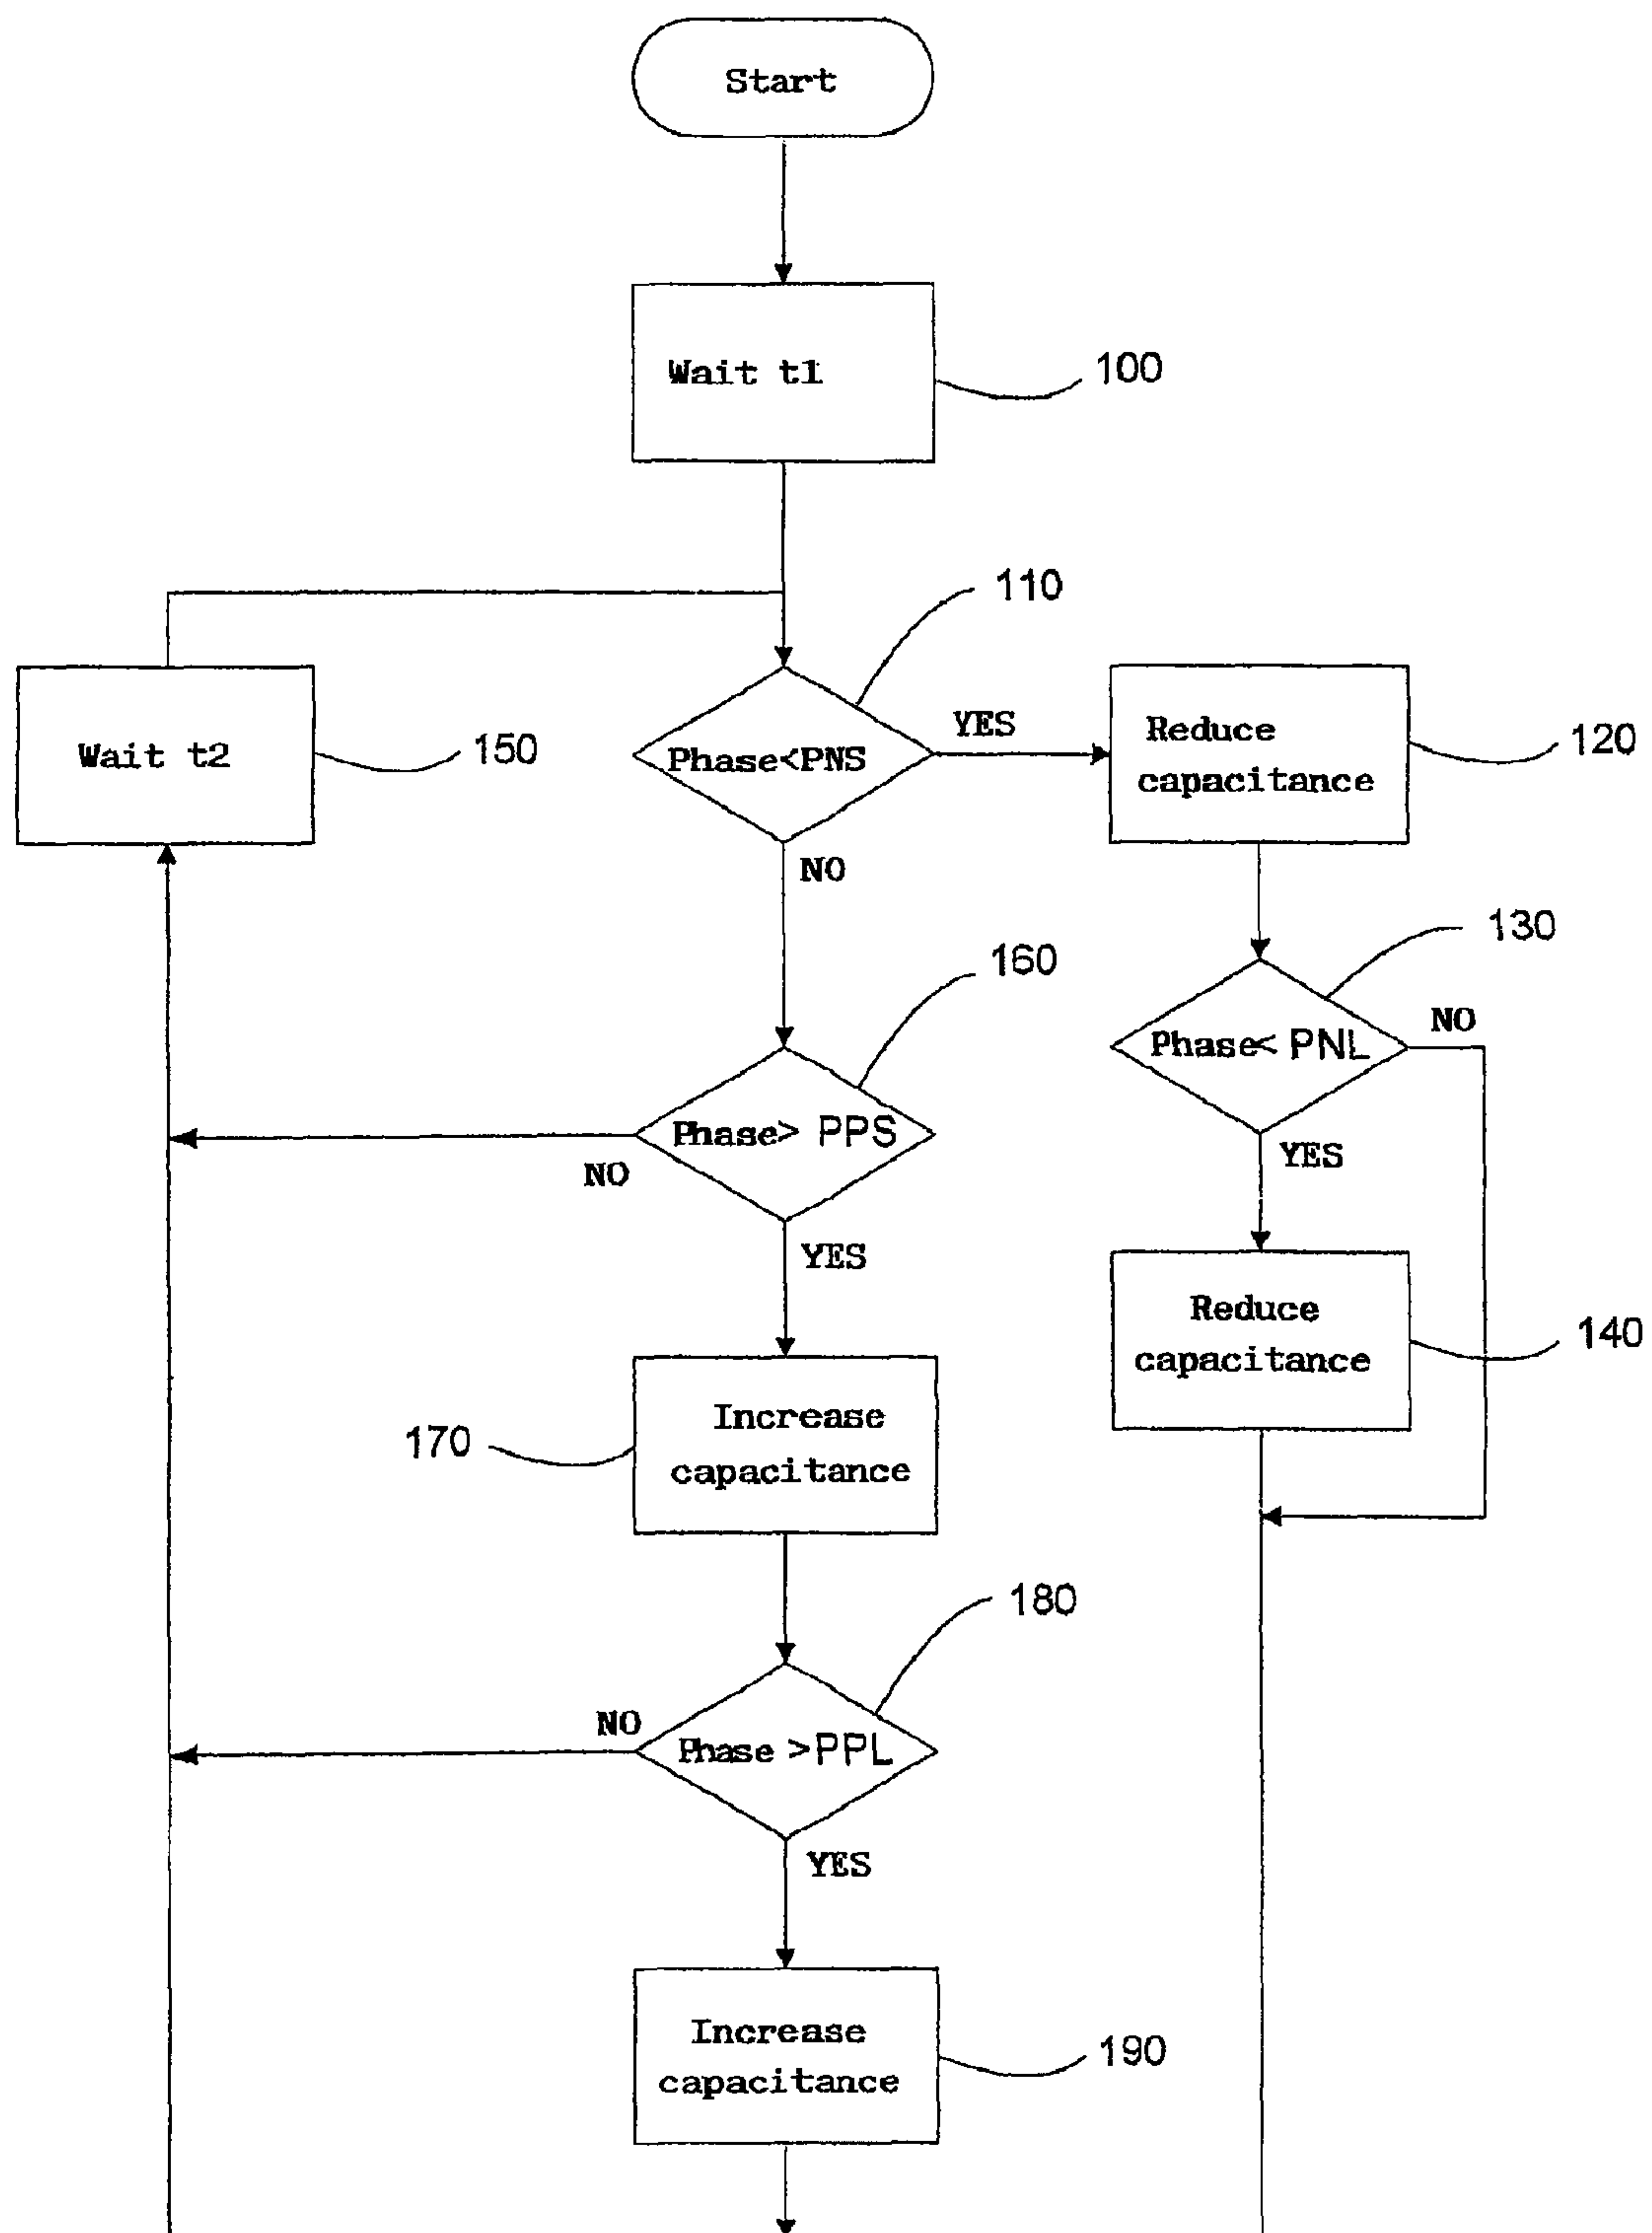 Start
Wait t1
100
110
Phase<PNS
YES
NO
Reduce
capacitance
120
Wait t2
150
130
Phase< PNL
NO
YES
160
Phase> PPS
NO
YES
Reduce
capacitance
140
Increase
capacitance
170
180
Phase >PPL
NO
YES
Increase
capacitance
190